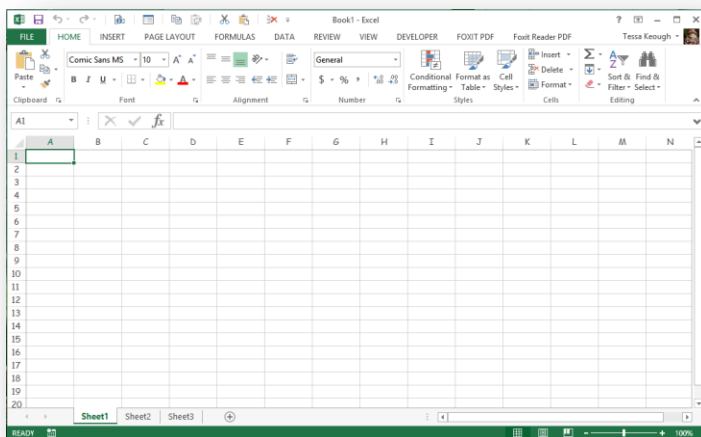 Book1 - Excel
FILE HOME INSERT PAGE LAYOUT FORMULAS DATA REVIEW VIEW DEVELOPER FOXIT PDF Foxit Reader PDF Tessa Keough
Paste
Comic Sans MS 10 A A
General
Conditional Formatting
Format as Table
Cell Styles
Insert
Delete
Format
Sort & Filter
Find & Select
B I U A
$ % ,
Clipboard Font Alignment Number Styles Cells Editing
A1 fx
A B C D E F G H I J K L M N
1
2
3
4
5
6
7
8
9
10
11
12
13
14
15
16
17
18
19
20
Sheet1 Sheet2 Sheet3
READY 100%